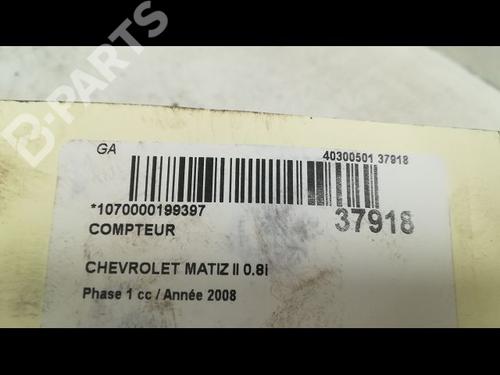 B-PARTS
GA
40300501 37918
*1070000199397
37918
COMPTEUR
CHEVROLET MATIZ II 0.8i
Phase 1 cc / Année 2008